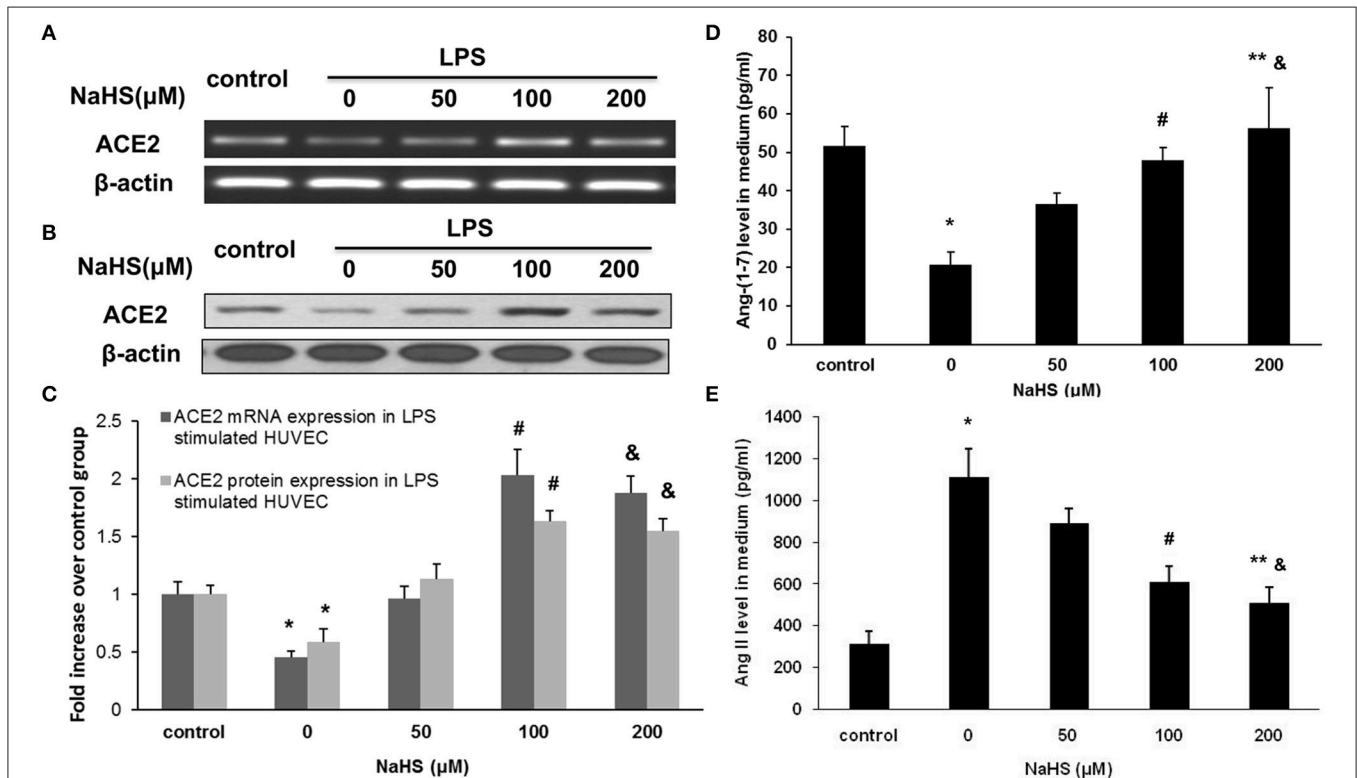 A
LPS
control
NaHS(µM)
0 50 100 200
ACE2
β-actin
B
LPS
control
NaHS(µM)
0 50 100 200
ACE2
β-actin
C
Fold increase over control group
2.5
2
1.5
1
0.5
0
ACE2 mRNA expression in LPS
stimulated HUVEC
ACE2 protein expression in LPS
stimulated HUVEC
* *
# #
& &
control 0 50 100 200
NaHS (µM)
D
Ang-(1-7) level in medium (pg/ml)
80
70
60
50
40
30
20
10
0
*
#
** &
control 0 50 100 200
NaHS (µM)
E
Ang II level in medium (pg/ml)
1400
1200
1000
800
600
400
200
0
*
#
** &
control 0 50 100 200
NaHS (µM)